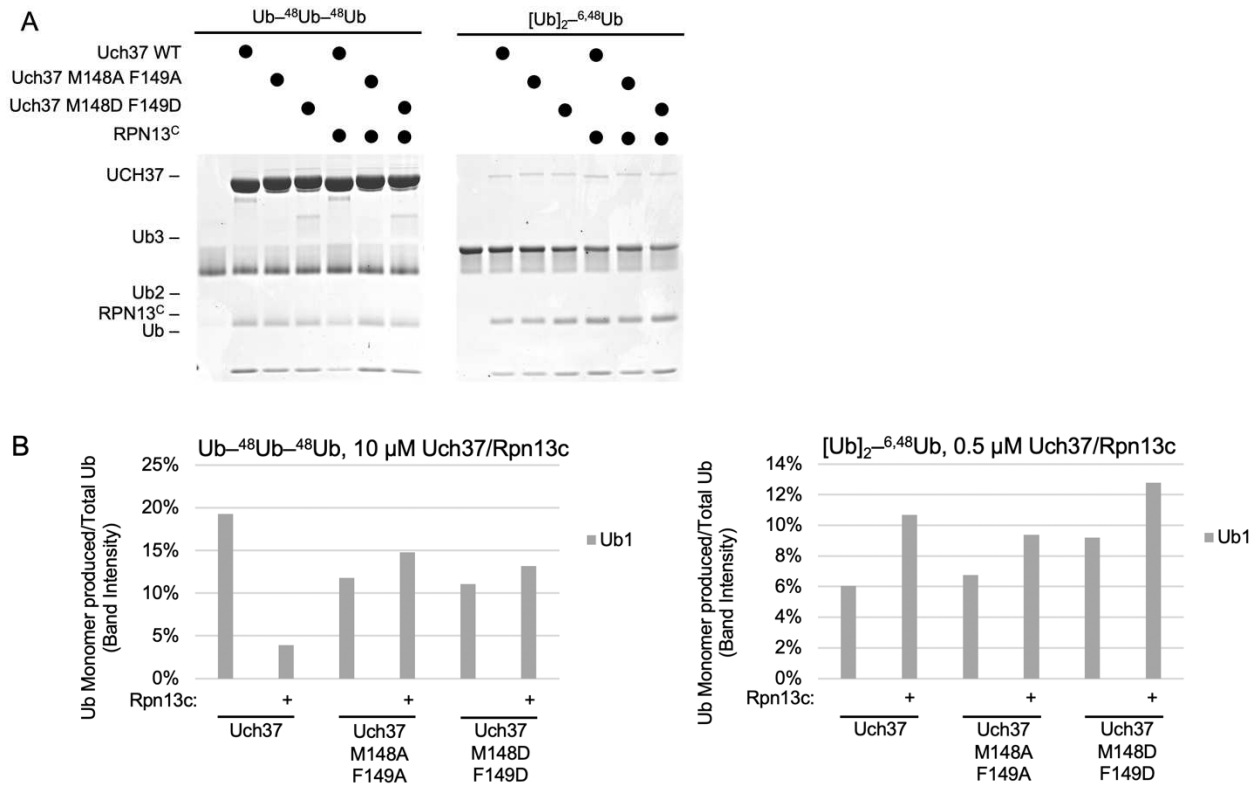 A
Ub–⁴⁸Ub–⁴⁸Ub
[Ub]₂–⁶,⁴⁸Ub
Uch37 WT
Uch37 M148A F149A
Uch37 M148D F149D
RPN13ᶜ
UCH37 –
Ub3 –
Ub2 –
RPN13ᶜ –
Ub –
B
Ub–⁴⁸Ub–⁴⁸Ub, 10 µM Uch37/Rpn13c
Ub Monomer produced/Total Ub
(Band Intensity)
25%
20%
15%
10%
5%
0%
Ub1
Rpn13c: + + +
Uch37
Uch37
M148A
F149A
Uch37
M148D
F149D
[Ub]₂–⁶,⁴⁸Ub, 0.5 µM Uch37/Rpn13c
Ub Monomer produced/Total Ub
(Band Intensity)
14%
12%
10%
8%
6%
4%
2%
0%
Ub1
Rpn13c: + + +
Uch37
Uch37
M148A
F149A
Uch37
M148D
F149D